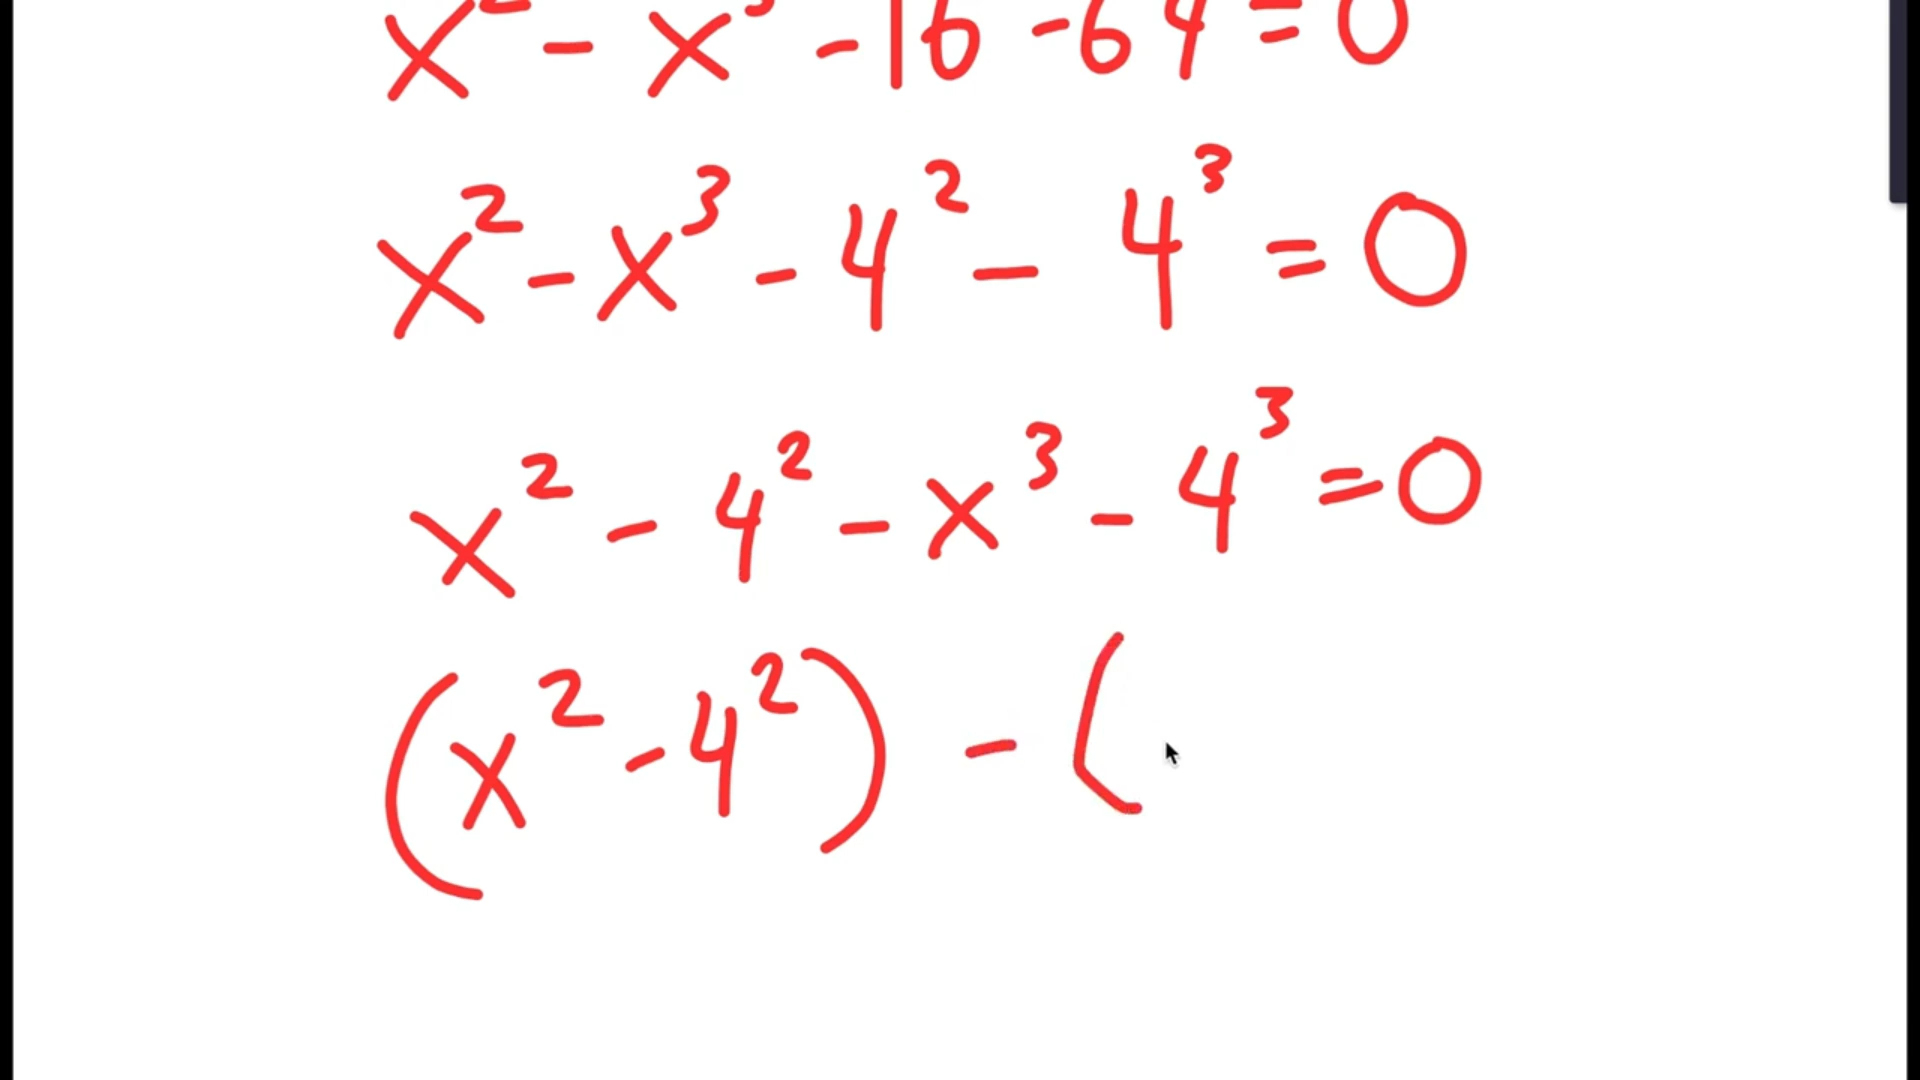 x² - x³ - 16 - 64 = 0
x² - x³ - 4² - 4³ = 0
x² - 4² - x³ - 4³ = 0
(x² - 4²) - (